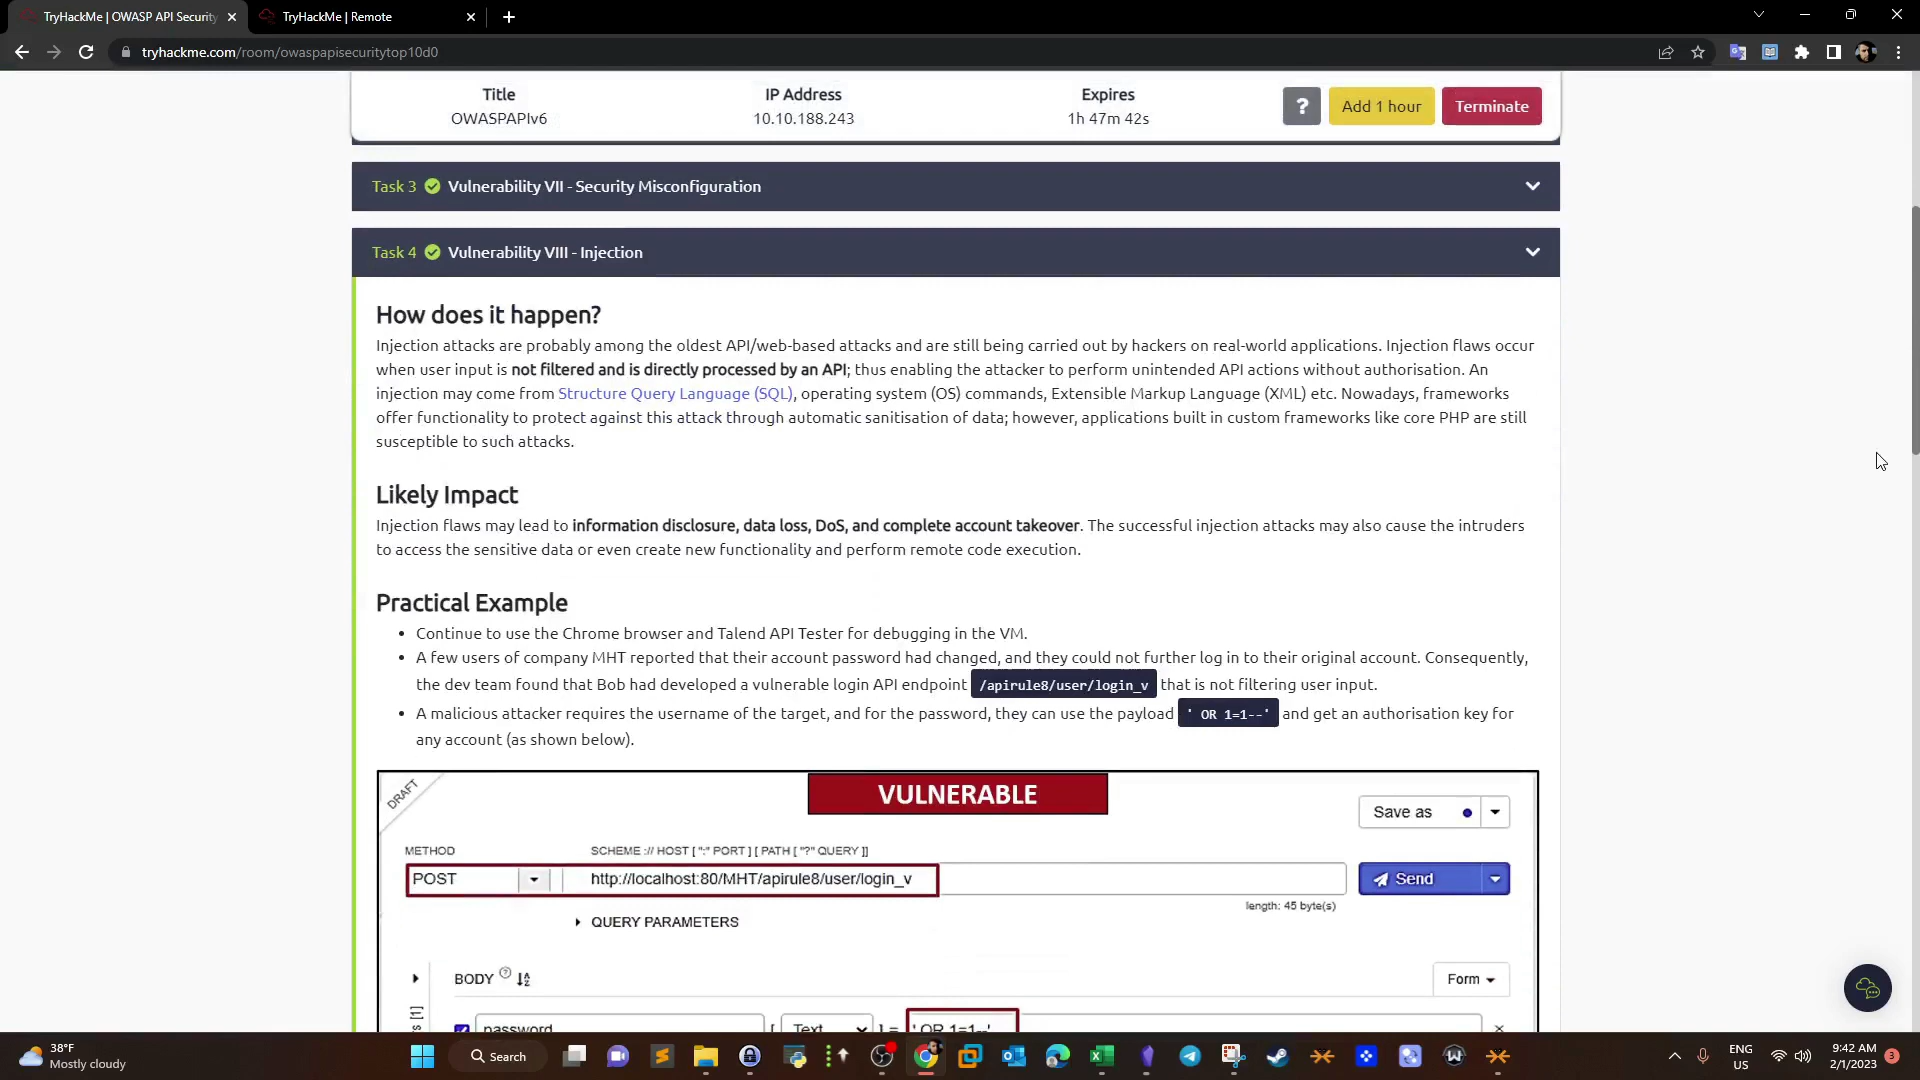 TryHackMe | OWASP API Security
TryHackMe | Remote
tryhackme.com/room/owaspapisecuritytop10d0
Title
IP Address
Expires
OWASPAPIv6
10.10.188.243
1h 47m 42s
?
Add 1 hour
Terminate
Task 3 Vulnerability VII - Security Misconfiguration
Task 4 Vulnerability VIII - Injection
How does it happen?
Injection attacks are probably among the oldest API/web-based attacks and are still being carried out by hackers on real-world applications. Injection flaws occur
when user input is not filtered and is directly processed by an API; thus enabling the attacker to perform unintended API actions without authorisation. An
injection may come from Structure Query Language (SQL), operating system (OS) commands, Extensible Markup Language (XML) etc. Nowadays, frameworks
offer functionality to protect against this attack through automatic sanitisation of data; however, applications built in custom frameworks like core PHP are still
susceptible to such attacks.
Likely Impact
Injection flaws may lead to information disclosure, data loss, DoS, and complete account takeover. The successful injection attacks may also cause the intruders
to access the sensitive data or even create new functionality and perform remote code execution.
Practical Example
• Continue to use the Chrome browser and Talend API Tester for debugging in the VM.
• A few users of company MHT reported that their account password had changed, and they could not further log in to their original account. Consequently,
the dev team found that Bob had developed a vulnerable login API endpoint /apirule8/user/login_v that is not filtering user input.
• A malicious attacker requires the username of the target, and for the password, they can use the payload ' OR 1=1--' and get an authorisation key for
any account (as shown below).
DRAFT
VULNERABLE
Save as
METHOD
SCHEME :// HOST [ ":" PORT ] [ PATH [ "?" QUERY ]]
POST
http://localhost:80/MHT/apirule8/user/login_v
Send
length: 45 byte(s)
QUERY PARAMETERS
BODY ?
Form
s [1]
password
[ Text ] = ' OR 1=1--'
38°F
Mostly cloudy
Search
ENG
US
9:42 AM
2/1/2023
3